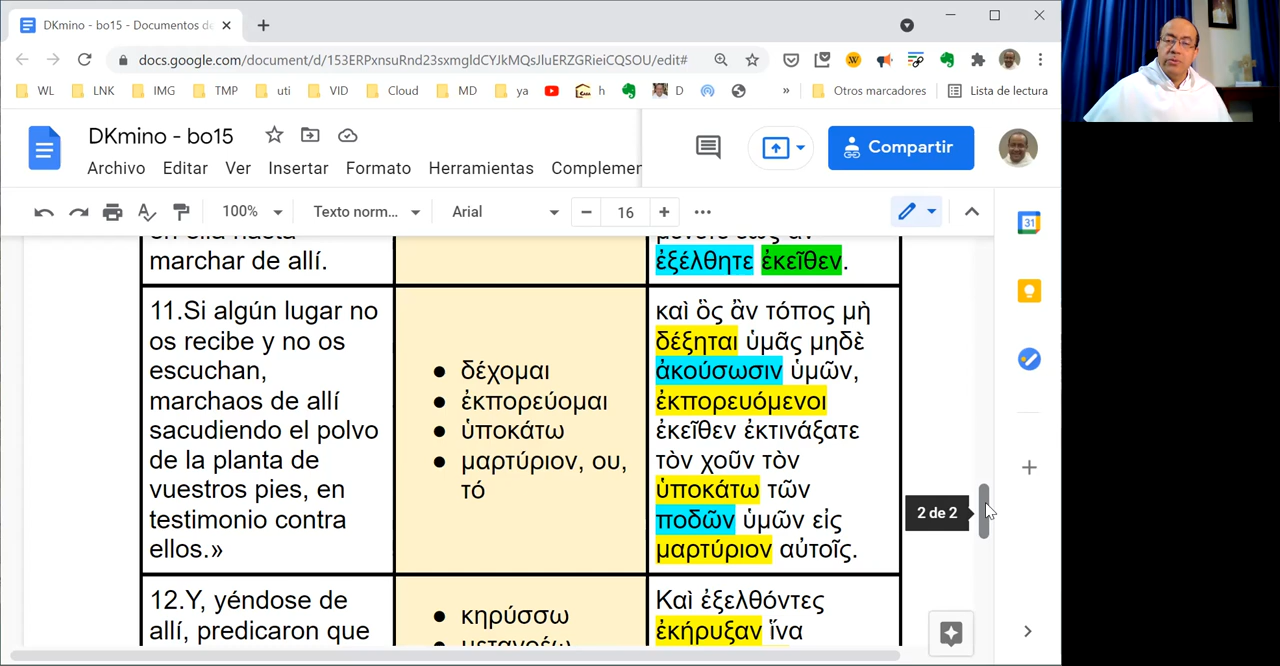 DKmino - bo15 - Documentos de
docs.google.com/document/d/153ERPxnsuRnd23sxmgldCYJkMQsJluERZGRieiCQSOU/edit#
WL LNK IMG TMP uti VID Cloud MD ya h D » Otros marcadores Lista de lectura
DKmino - bo15
Archivo Editar Ver Insertar Formato Herramientas Complemen
Compartir
100% Texto norm... Arial 16
31
marchar de allí.
ἐξέλθητε ἐκεῖθεν.
11.Si algún lugar no
os recibe y no os
escuchan,
marchaos de allí
sacudiendo el polvo
de la planta de
vuestros pies, en
testimonio contra
ellos.»
● δέχομαι
● ἐκπορεύομαι
● ὑποκάτω
● μαρτύριον, ου,
τό
καὶ ὃς ἂν τόπος μὴ
δέξηται ὑμᾶς μηδὲ
ἀκούσωσιν ὑμῶν,
ἐκπορευόμενοι
ἐκεῖθεν ἐκτινάξατε
τὸν χοῦν τὸν
ὑποκάτω τῶν
ποδῶν ὑμῶν εἰς
μαρτύριον αὐτοῖς.
2 de 2
12.Y, yéndose de
allí, predicaron que
● κηρύσσω
Καὶ ἐξελθόντες
ἐκήρυξαν ἵνα